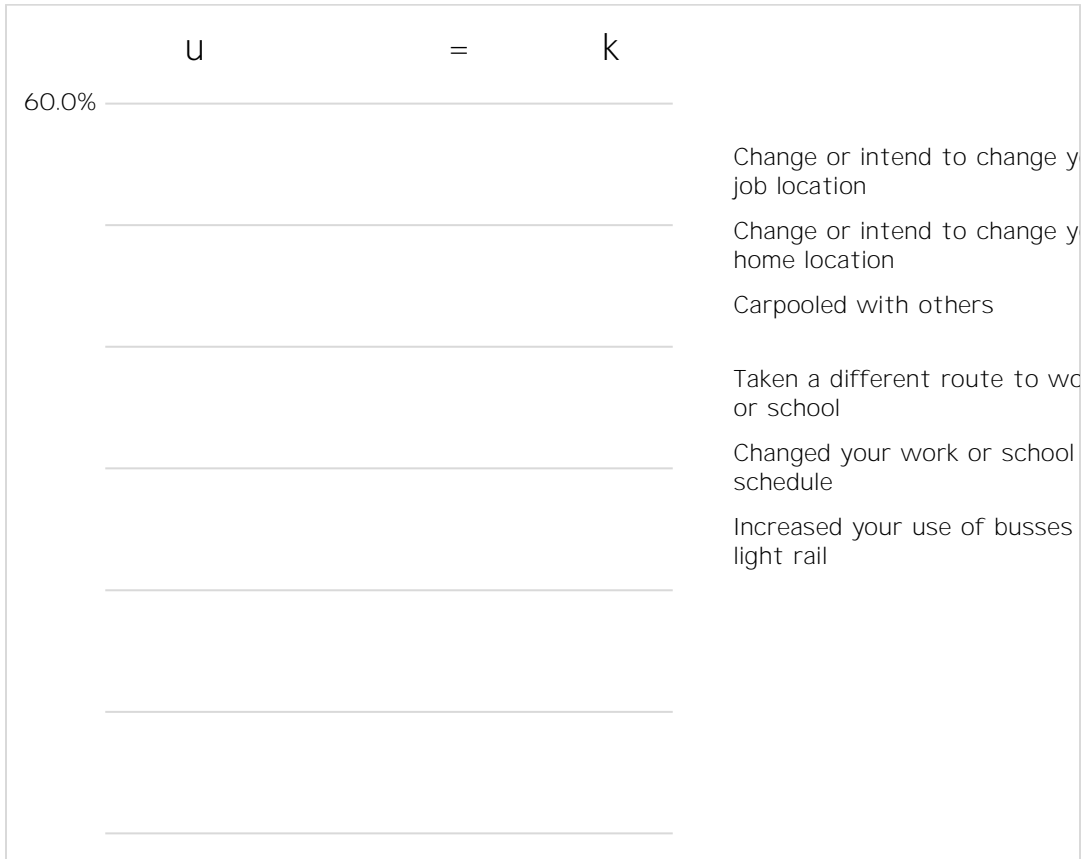 u = k
60.0%
Change or intend to change y
job location
Change or intend to change y
home location
Carpooled with others
Taken a different route to wo
or school
Changed your work or school
schedule
Increased your use of busses
light rail